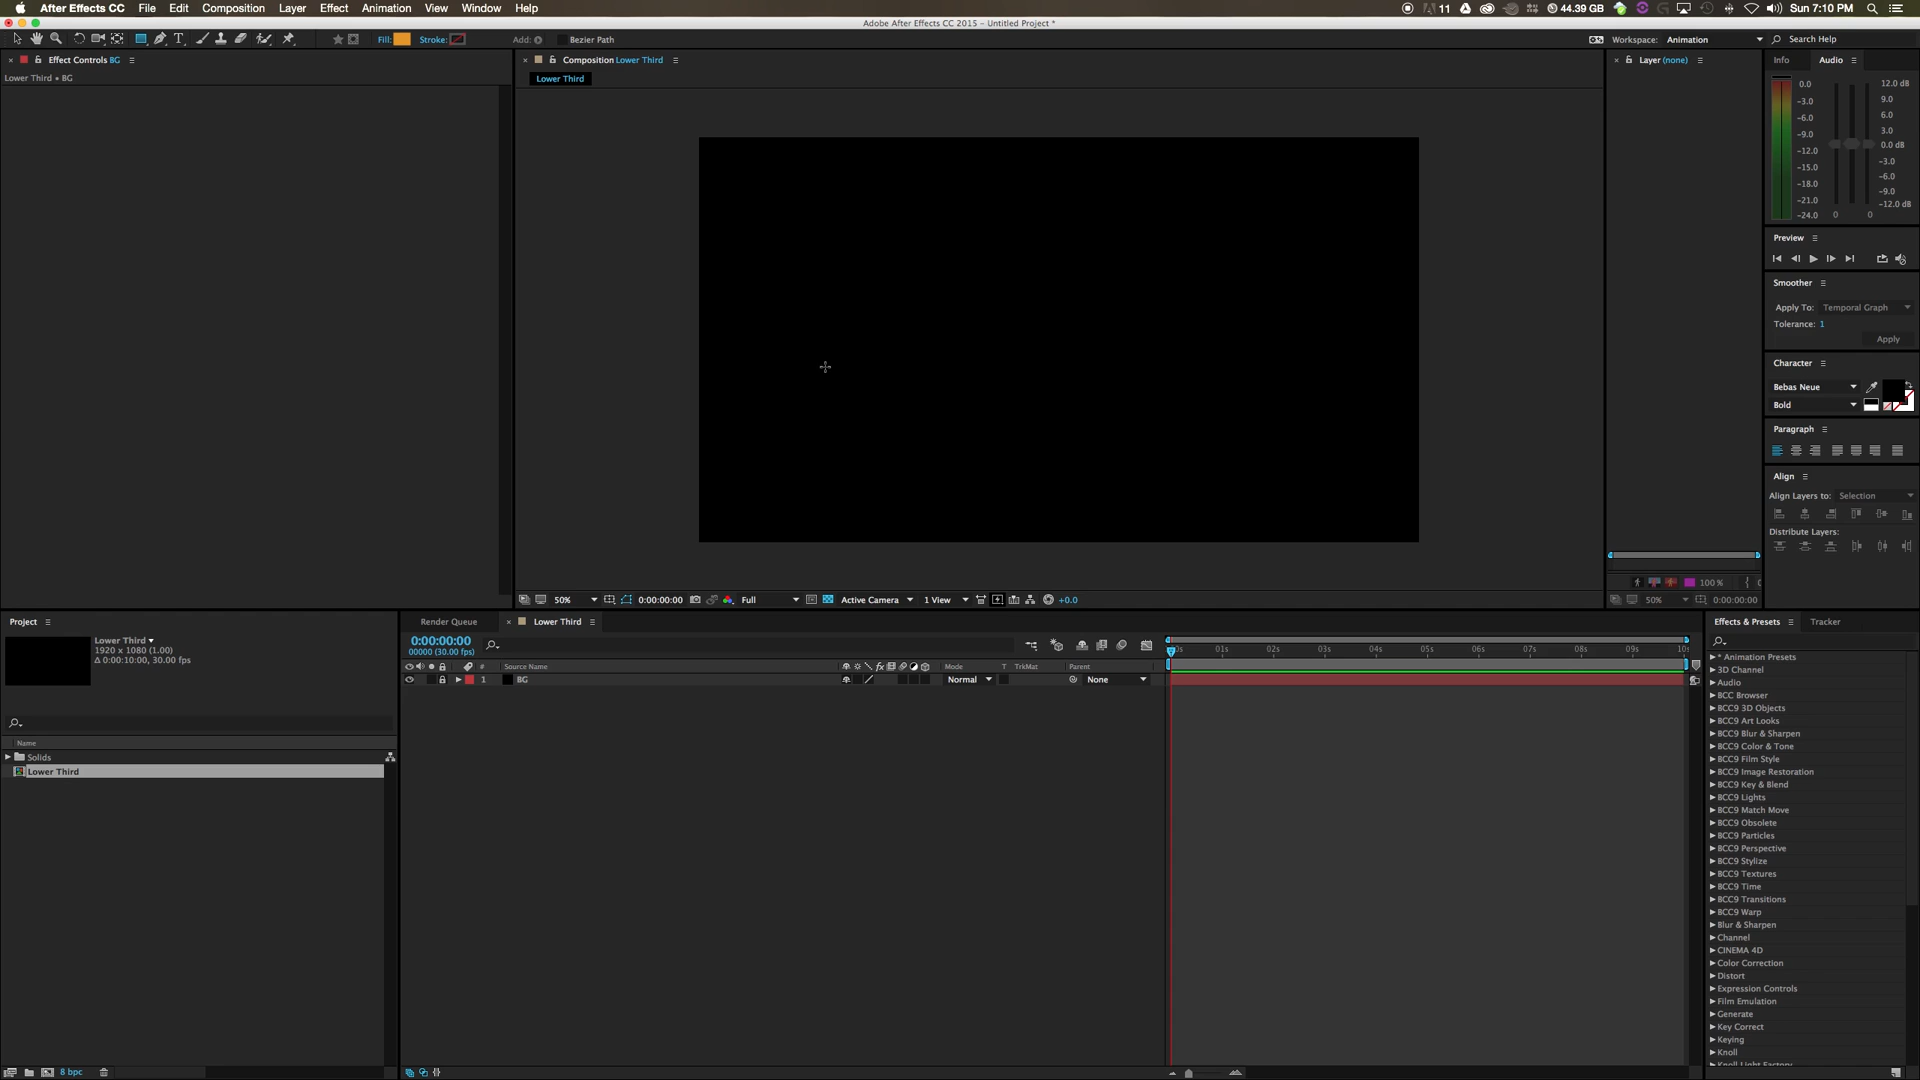 After Effects CC File Edit Composition Layer Effect Animation View Window Help 11 44.39 GB Sun 7:10 PM
Adobe After Effects CC 2015 - Untitled Project *
Fill: Stroke: Add: Bezier Path Workspace: Animation Search Help
Effect Controls BG
Lower Third • BG
Composition Lower Third
Lower Third
Layer (none)
Info Audio
0.0
-3.0
-6.0
-9.0
-12.0
-15.0
-18.0
-21.0
-24.0
0 0
12.0 dB
9.0
6.0
3.0
0.0 dB
-3.0
-6.0
-9.0
-12.0 dB
Preview
Smoother
Apply To: Temporal Graph
Tolerance: 1
Apply
Character
Bebas Neue
Bold
Paragraph
Align
Align Layers to: Selection
Distribute Layers:
50% 0:00:00:00 Full Active Camera 1 View +0.0
100 %
50% 0:00:00:00
Project
Lower Third
1920 x 1080 (1.00)
Δ 0:00:10:00, 30.00 fps
Name
Solids
Lower Third
8 bpc
Render Queue Lower Third
0:00:00:00
00000 (30.00 fps)
# Source Name Mode T TrkMat Parent
1 BG Normal None
01s 02s 03s 04s 05s 06s 07s 08s 09s
Effects & Presets Tracker
* Animation Presets
3D Channel
Audio
BCC Browser
BCC9 3D Objects
BCC9 Art Looks
BCC9 Blur & Sharpen
BCC9 Color & Tone
BCC9 Film Style
BCC9 Image Restoration
BCC9 Key & Blend
BCC9 Lights
BCC9 Match Move
BCC9 Obsolete
BCC9 Particles
BCC9 Perspective
BCC9 Stylize
BCC9 Textures
BCC9 Time
BCC9 Transitions
BCC9 Warp
Blur & Sharpen
Channel
CINEMA 4D
Color Correction
Distort
Expression Controls
Film Emulation
Generate
Key Correct
Keying
Knoll
Knoll Light Factory